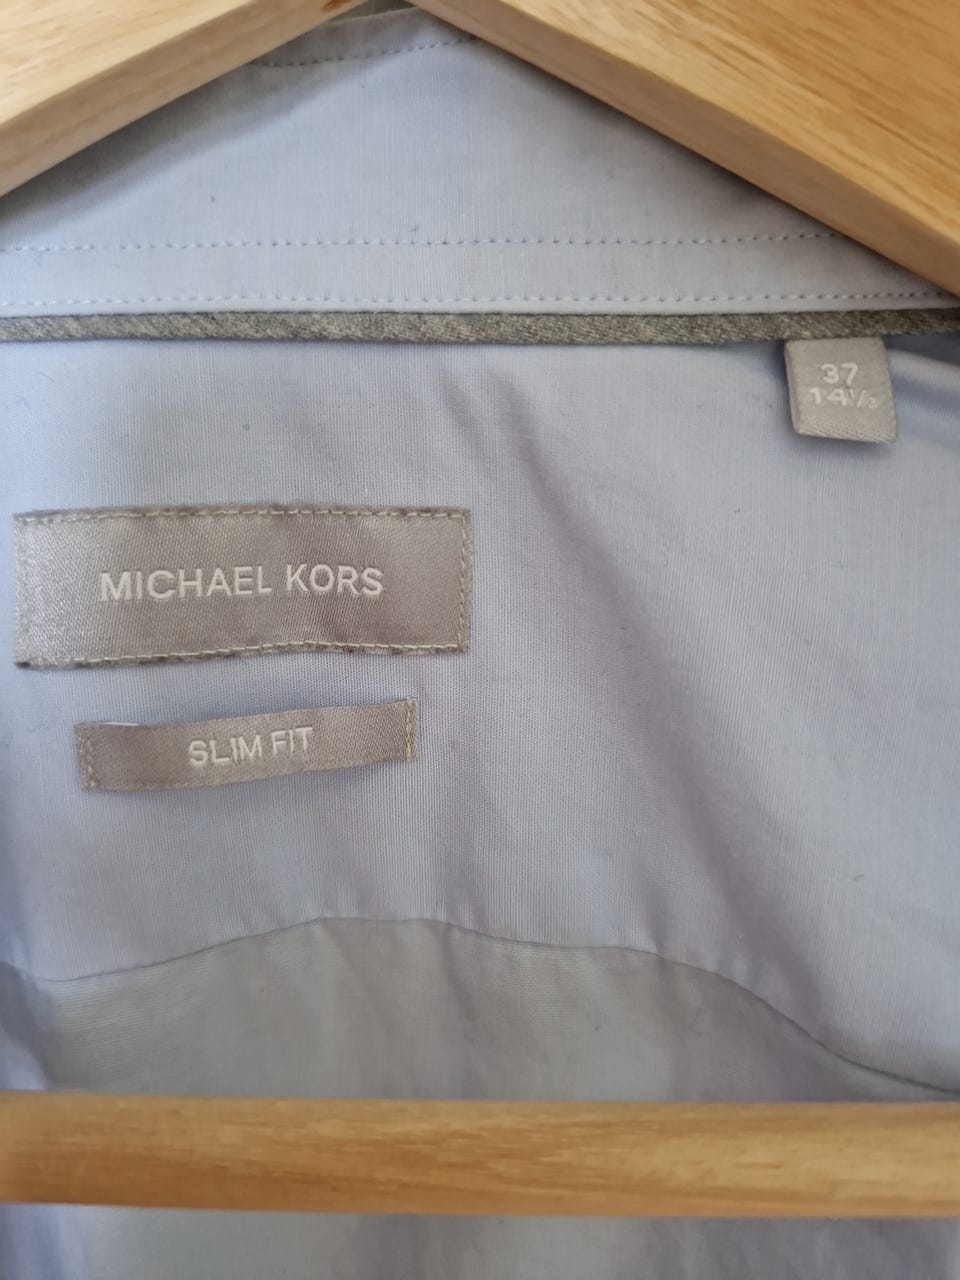 37
14½
MICHAEL KORS
SLIM FIT